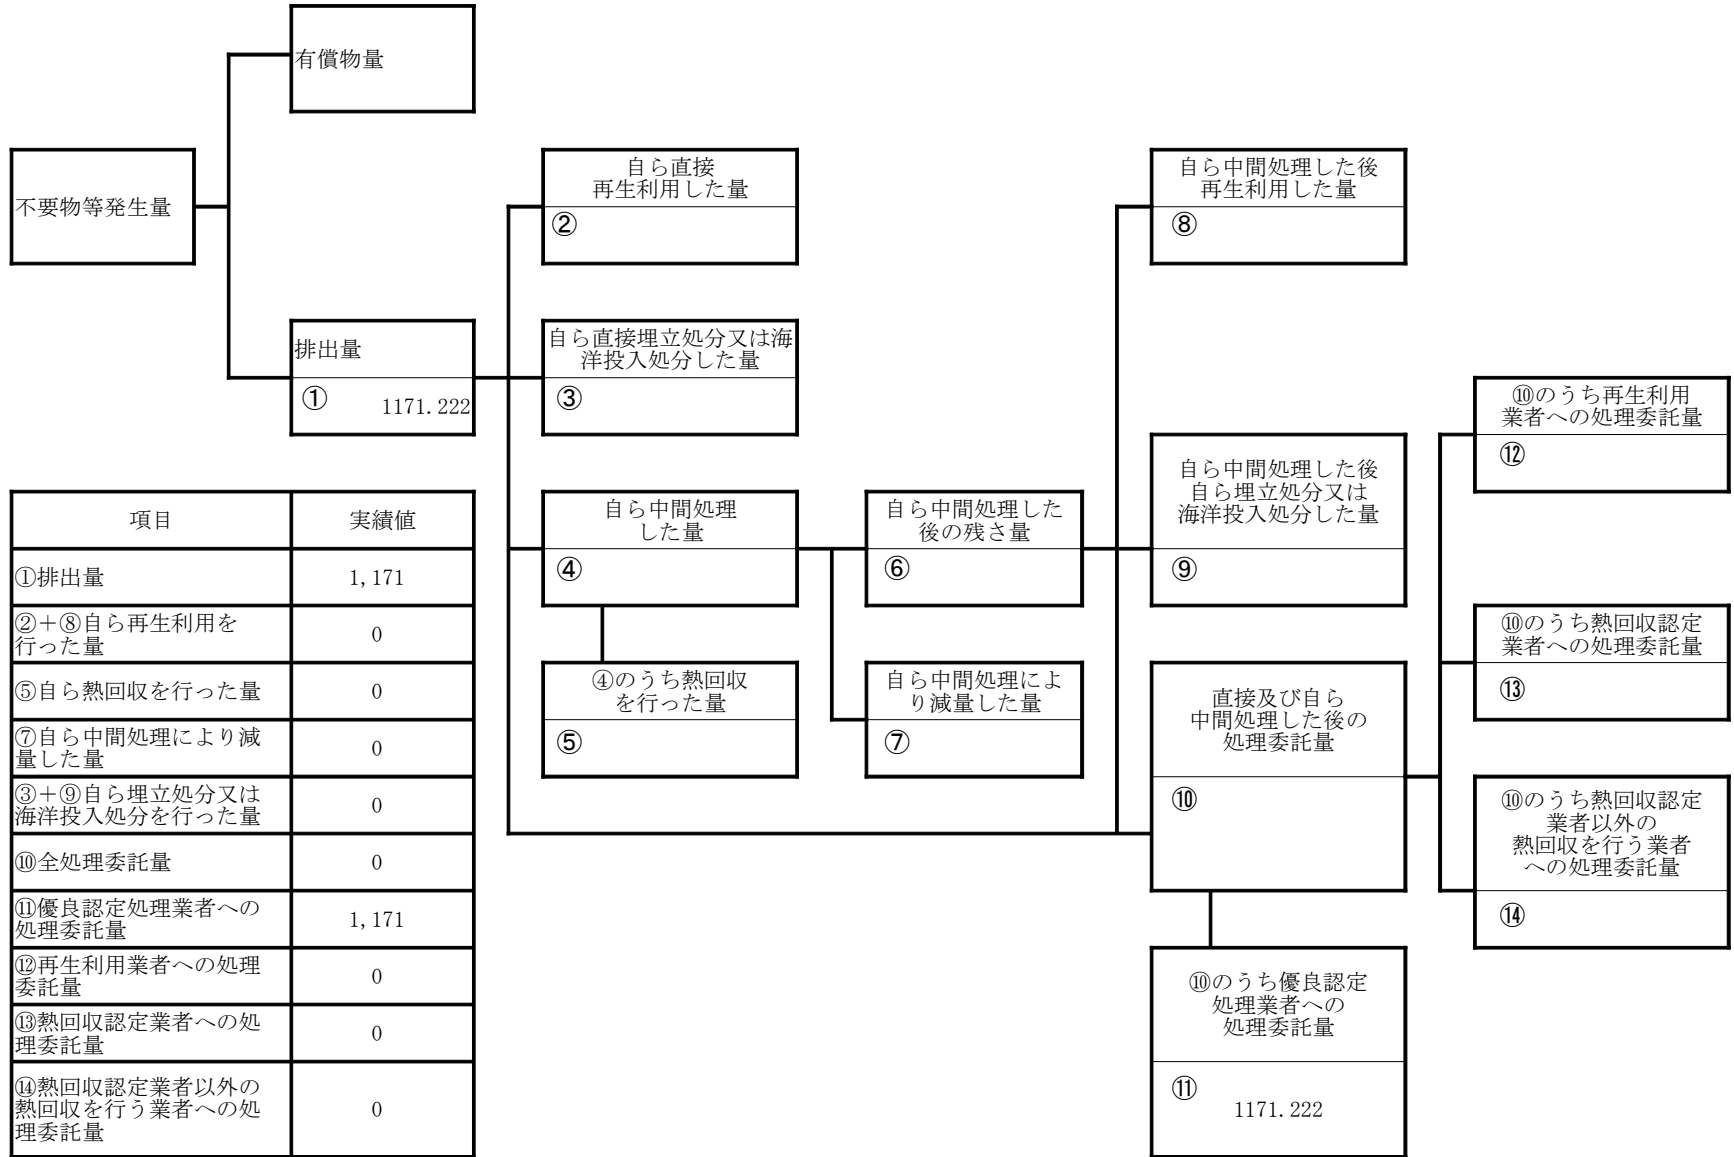 有償物量
不要物等発生量
自ら直接
再生利用した量
②
自ら中間処理した後
再生利用した量
⑧
排出量
① 1171.222
自ら直接埋立処分又は海
洋投入処分した量
③
⑩のうち再生利用
業者への処理委託量
⑫
自ら中間処理
した量
④
自ら中間処理した
後の残さ量
⑥
自ら中間処理した後
自ら埋立処分又は
海洋投入処分した量
⑨
⑩のうち熱回収認定
業者への処理委託量
⑬
④のうち熱回収
を行った量
⑤
自ら中間処理によ
り減量した量
⑦
直接及び自ら
中間処理した後の
処理委託量
⑩
⑩のうち熱回収認定
業者以外の
熱回収を行う業者
への処理委託量
⑭
⑩のうち優良認定
処理業者への
処理委託量
⑪
1171.222
項目 実績値
①排出量 1,171
②＋⑧自ら再生利用を
行った量 0
⑤自ら熱回収を行った量 0
⑦自ら中間処理により減
量した量 0
③＋⑨自ら埋立処分又は
海洋投入処分を行った量 0
⑩全処理委託量 0
⑪優良認定処理業者への
処理委託量 1,171
⑫再生利用業者への処理
委託量 0
⑬熱回収認定業者への処
理委託量 0
⑭熱回収認定業者以外の
熱回収を行う業者への処
理委託量 0